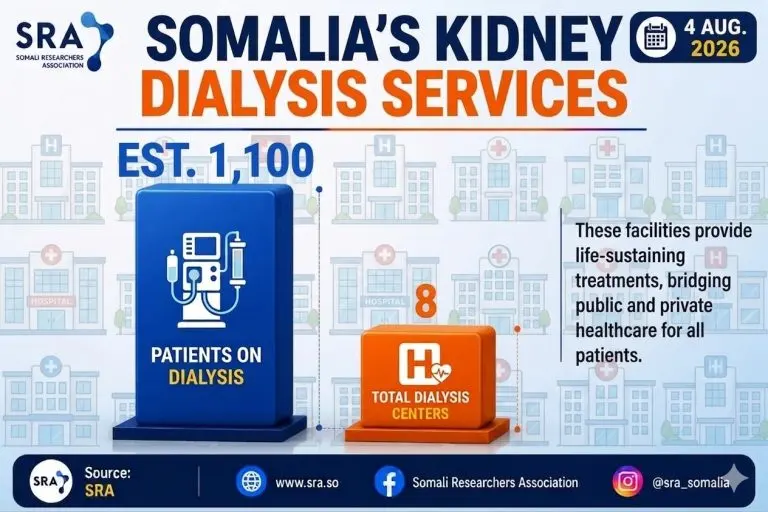 SRA
SOMALI RESEARCHERS
ASSOCIATION
SOMALIA'S KIDNEY
DIALYSIS SERVICES
4 AUG.
2026
EST. 1,100
PATIENTS ON
DIALYSIS
8
H
TOTAL DIALYSIS
CENTERS
These facilities provide
life-sustaining
treatments, bridging
public and private
healthcare for all
patients.
H
H
H
HOSPITAL
HOSPITAL
SRA
Source:
SRA
www.sra.so
Somali Researchers Association
@sra_somalia